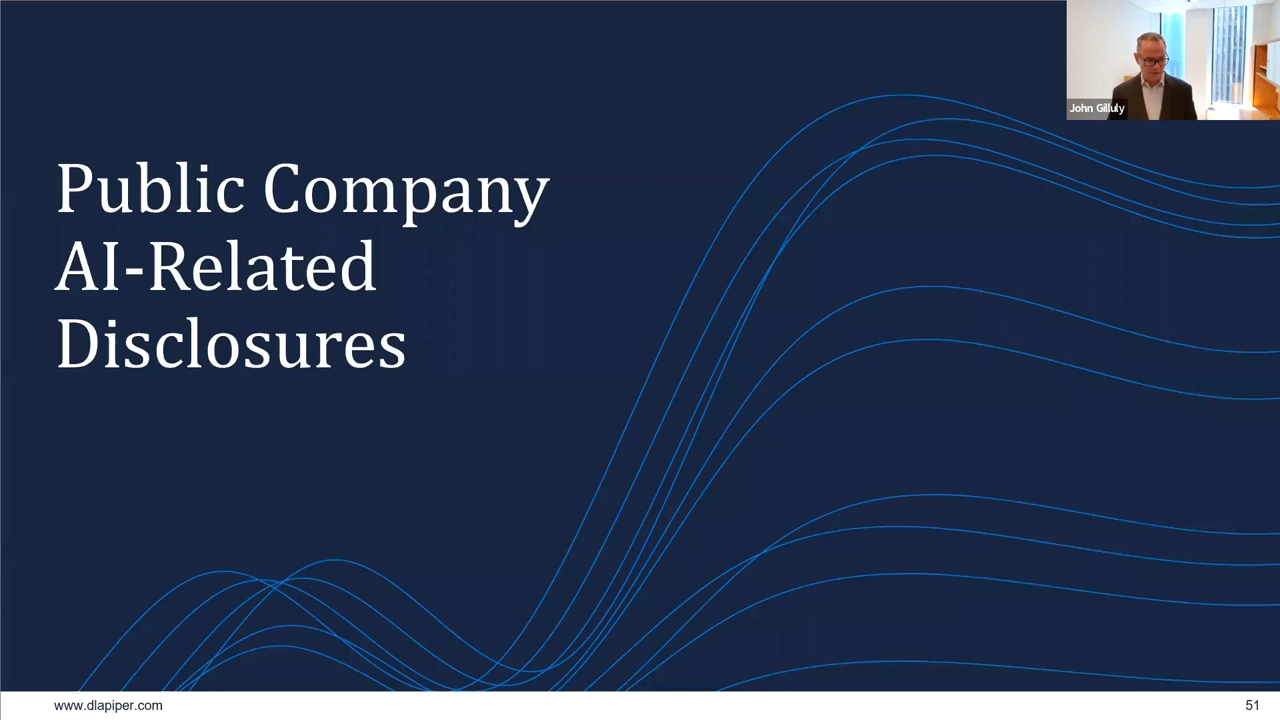 John Gilluly
Public Company
AI-Related
Disclosures
www.dlapiper.com
51